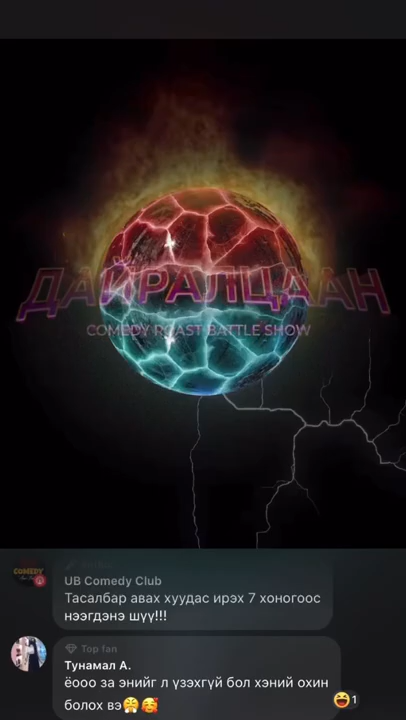 ДАЙРАЛЦААН
COMEDY ROAST BATTLE SHOW
UB Comedy Club
Тасалбар авах хуудас ирэх 7 хоногоос
нээгдэнэ шүү!!!
Top fan
Тунамал А.
ёооо за энийг л үзэхгүй бол хэний охин
болох вэ😤🥰
😆1